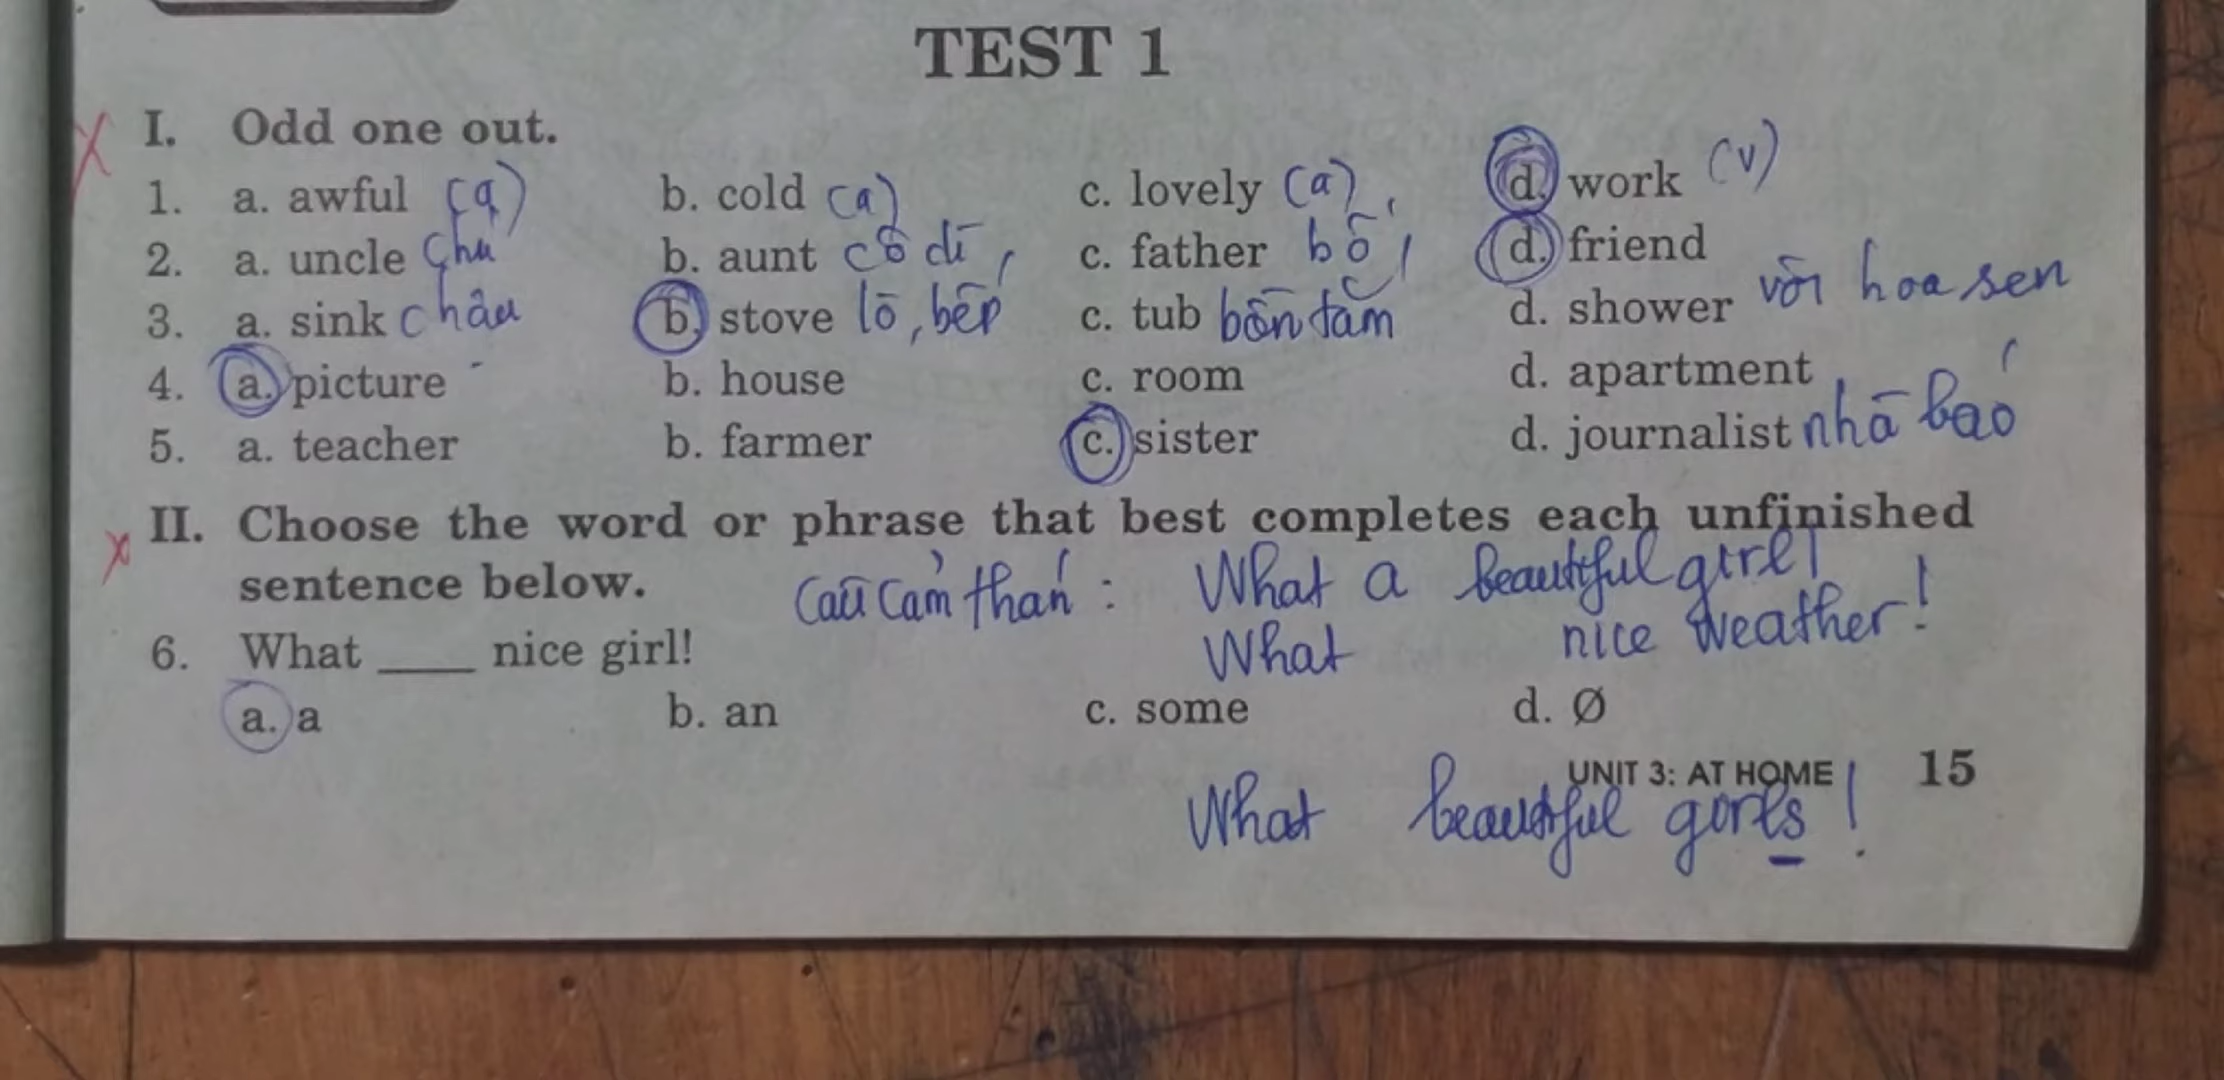 TEST 1
I. Odd one out.
1. a. awful (a) b. cold (a) c. lovely (a) d. work (v)
2. a. uncle chú b. aunt cô dì c. father bố d. friend
3. a. sink chậu b. stove lò, bếp c. tub bồn tắm d. shower vòi hoa sen
4. a. picture b. house c. room d. apartment
5. a. teacher b. farmer c. sister d. journalist nhà báo
II. Choose the word or phrase that best completes each unfinished
sentence below. Câu cảm thán : What a beautiful girl!
6. What ____ nice girl! What nice weather!
a. a b. an c. some d. Ø
UNIT 3: AT HOME 15
What beautiful girls!